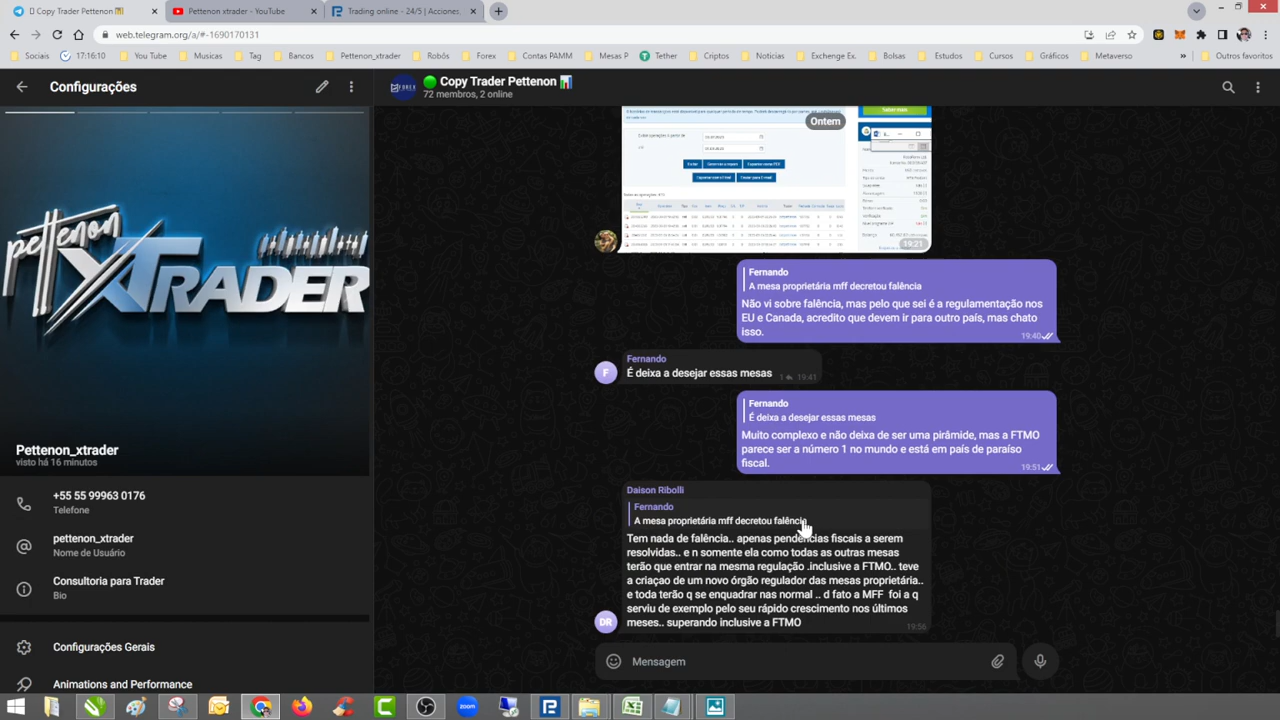 Copy Trader Pettenon
Pettenon xtrader - YouTube
Trading online - 24/5 | Acciones,
web.telegram.org/a/#-1690170131
Sociais
17:16:10
You Tube
Musicas
Tag
Bancos
Pettenon_xtrader
Robôs
Forex
Contas PAMM
Mesas P
Tether
Criptos
Noticias
Exchange Ex.
Bolsas
Estudos
Cursos
Gráficos
Metaverso
»
Outros favoritos
Configurações
XTRADER
Pettenon_xtrader
visto há 16 minutos
+55 55 99963 0176
Telefone
pettenon_xtrader
Nome de Usuário
Consultoria para Trader
Bio
Configurações Gerais
Animations and Performance
Copy Trader Pettenon
72 membros, 2 online
Ontem
19:21
Fernando
A mesa proprietária mff decretou falência
Não vi sobre falência, mas pelo que sei é a regulamentação nos
EU e Canada, acredito que devem ir para outro país, mas chato
isso.
19:40
Fernando
F
É deixa a desejar essas mesas
1
19:41
Fernando
É deixa a desejar essas mesas
Muito complexo e não deixa de ser uma pirâmide, mas a FTMO
parece ser a número 1 no mundo e está em país de paraíso
fiscal.
19:51
Daison Ribolli
Fernando
A mesa proprietária mff decretou falência
Tem nada de falência.. apenas pendências fiscais a serem
resolvidas.. e n somente ela como todas as outras mesas
terão que entrar na mesma regulação .inclusive a FTMO.. teve
a criaçao de um novo órgão regulador das mesas proprietária..
e toda terão q se enquadrar nas normal .. d fato a MFF foi a q
serviu de exemplo pelo seu rápido crescimento nos últimos
meses.. superando inclusive a FTMO
19:56
DR
Mensagem
zoom